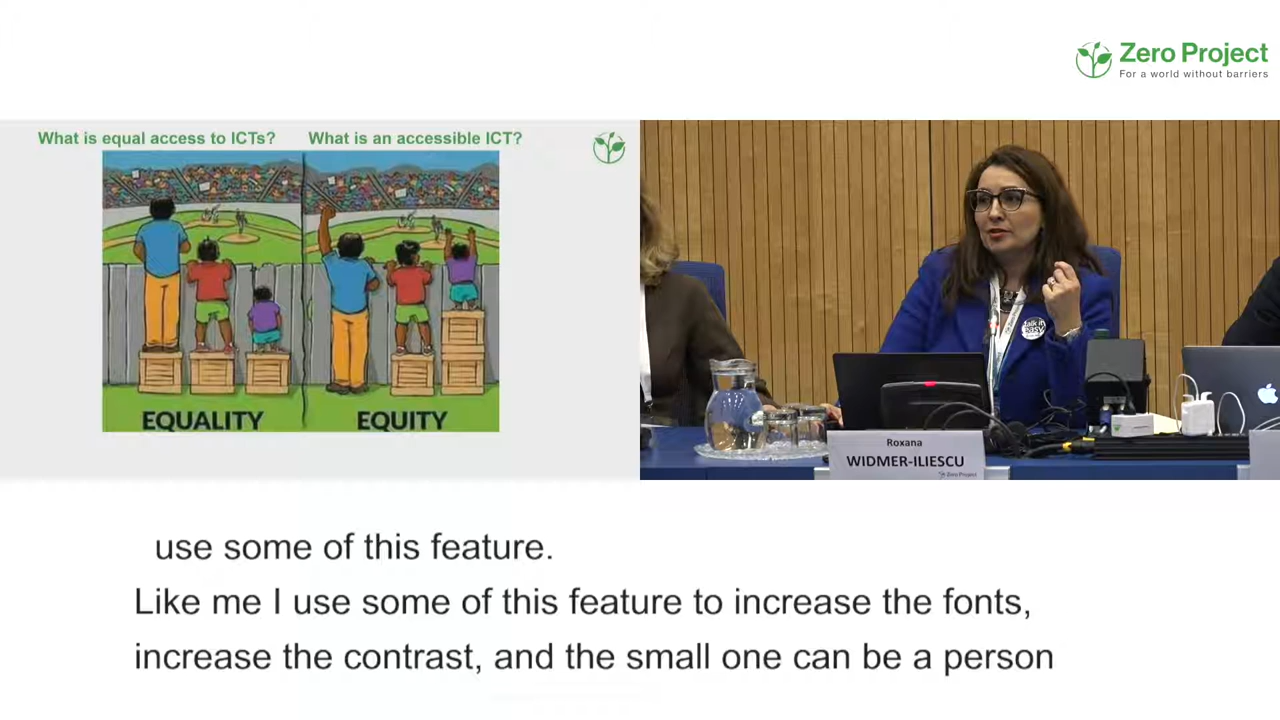 Zero Project
For a world without barriers
What is equal access to ICTs?
What is an accessible ICT?
EQUALITY
EQUITY
Roxana
WIDMER-ILIESCU
Zero Project
use some of this feature.
Like me I use some of this feature to increase the fonts,
increase the contrast, and the small one can be a person